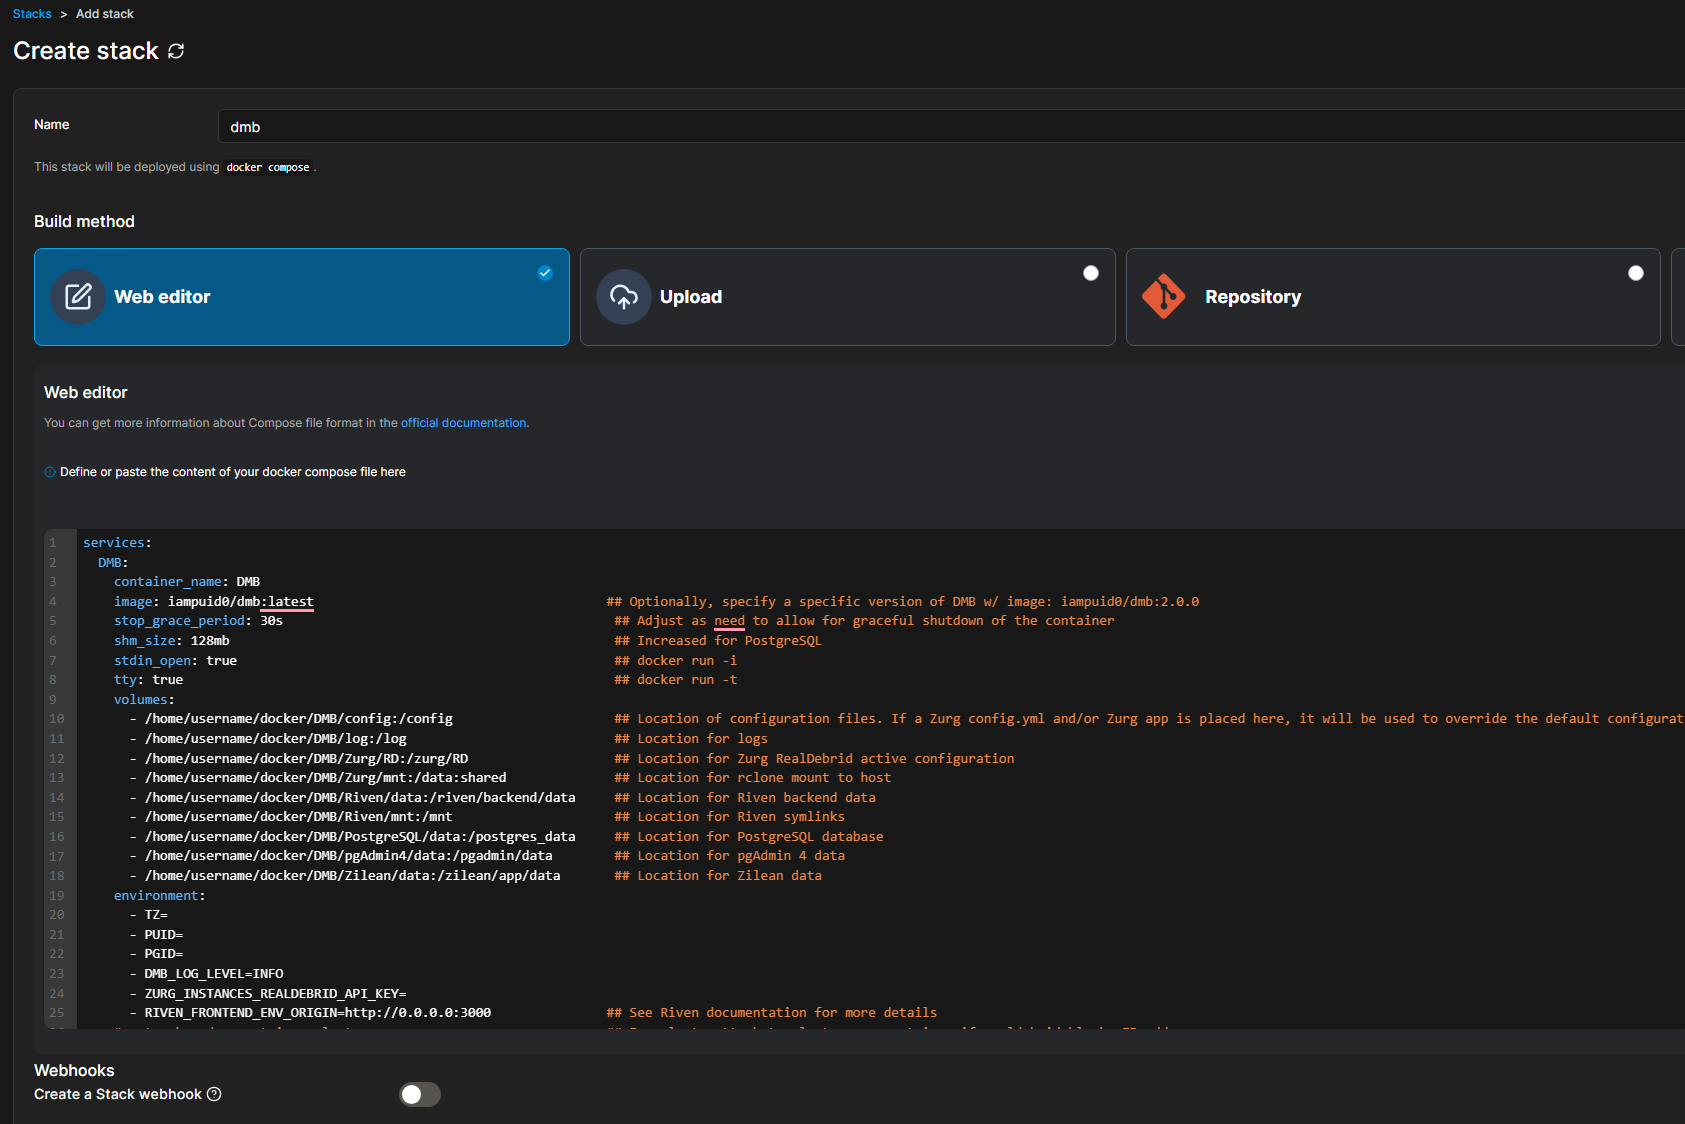 Stacks > Add stack
Create stack
Name
dmb
This stack will be deployed using docker compose .
Build method
Web editor
Upload
Repository
Web editor
You can get more information about Compose file format in the official documentation.
Define or paste the content of your docker compose file here
1 services:
2 DMB:
3 container_name: DMB
4 image: iampuid0/dmb:latest ## Optionally, specify a specific version of DMB w/ image: iampuid0/dmb:2.0.0
5 stop_grace_period: 30s ## Adjust as need to allow for graceful shutdown of the container
6 shm_size: 128mb ## Increased for PostgreSQL
7 stdin_open: true ## docker run -i
8 tty: true ## docker run -t
9 volumes:
10 - /home/username/docker/DMB/config:/config ## Location of configuration files. If a Zurg config.yml and/or Zurg app is placed here, it will be used to override the default configurat
11 - /home/username/docker/DMB/log:/log ## Location for logs
12 - /home/username/docker/DMB/Zurg/RD:/zurg/RD ## Location for Zurg RealDebrid active configuration
13 - /home/username/docker/DMB/Zurg/mnt:/data:shared ## Location for rclone mount to host
14 - /home/username/docker/DMB/Riven/data:/riven/backend/data ## Location for Riven backend data
15 - /home/username/docker/DMB/Riven/mnt:/mnt ## Location for Riven symlinks
16 - /home/username/docker/DMB/PostgreSQL/data:/postgres_data ## Location for PostgreSQL database
17 - /home/username/docker/DMB/pgAdmin4/data:/pgadmin/data ## Location for pgAdmin 4 data
18 - /home/username/docker/DMB/Zilean/data:/zilean/app/data ## Location for Zilean data
19 environment:
20 - TZ=
21 - PUID=
22 - PGID=
23 - DMB_LOG_LEVEL=INFO
24 - ZURG_INSTANCES_REALDEBRID_API_KEY=
25 - RIVEN_FRONTEND_ENV_ORIGIN=http://0.0.0.0:3000 ## See Riven documentation for more details
Webhooks
Create a Stack webhook